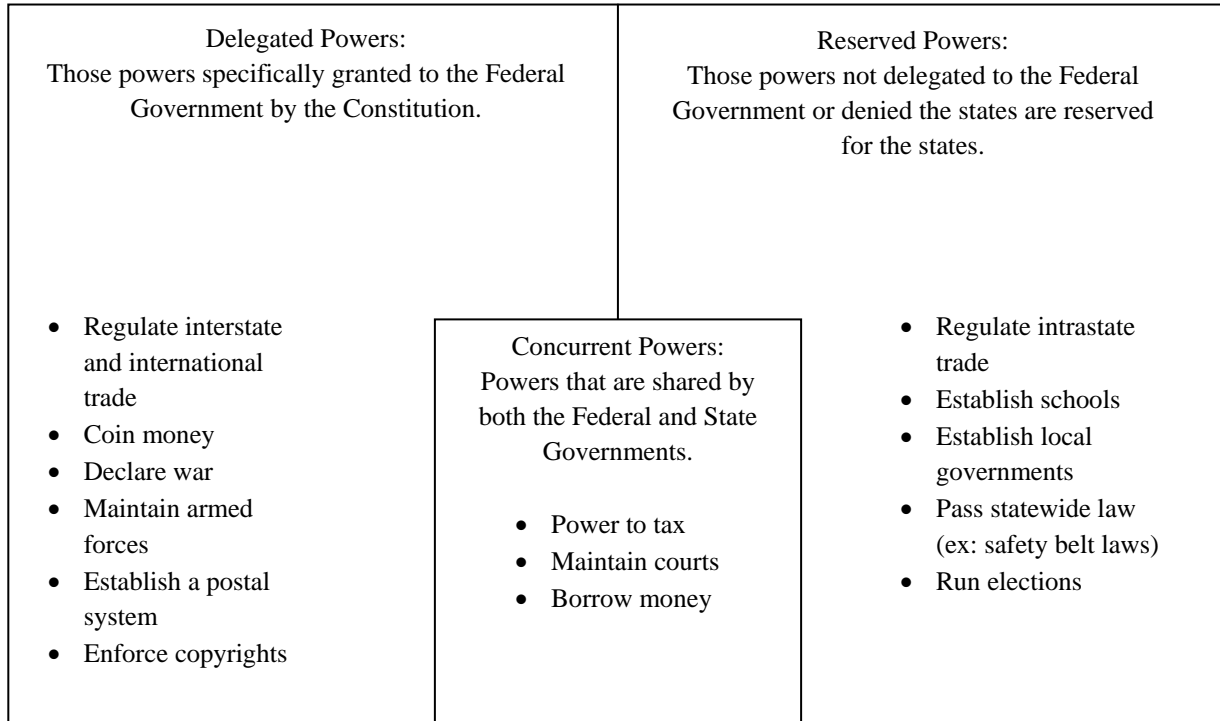 Delegated Powers:
Those powers specifically granted to the Federal
Government by the Constitution.
• Regulate interstate
and international
trade
• Coin money
• Declare war
• Maintain armed
forces
• Establish a postal
system
• Enforce copyrights
Concurrent Powers:
Powers that are shared by
both the Federal and State
Governments.
• Power to tax
• Maintain courts
• Borrow money
Reserved Powers:
Those powers not delegated to the Federal
Government or denied the states are reserved
for the states.
• Regulate intrastate
trade
• Establish schools
• Establish local
governments
• Pass statewide law
(ex: safety belt laws)
• Run elections